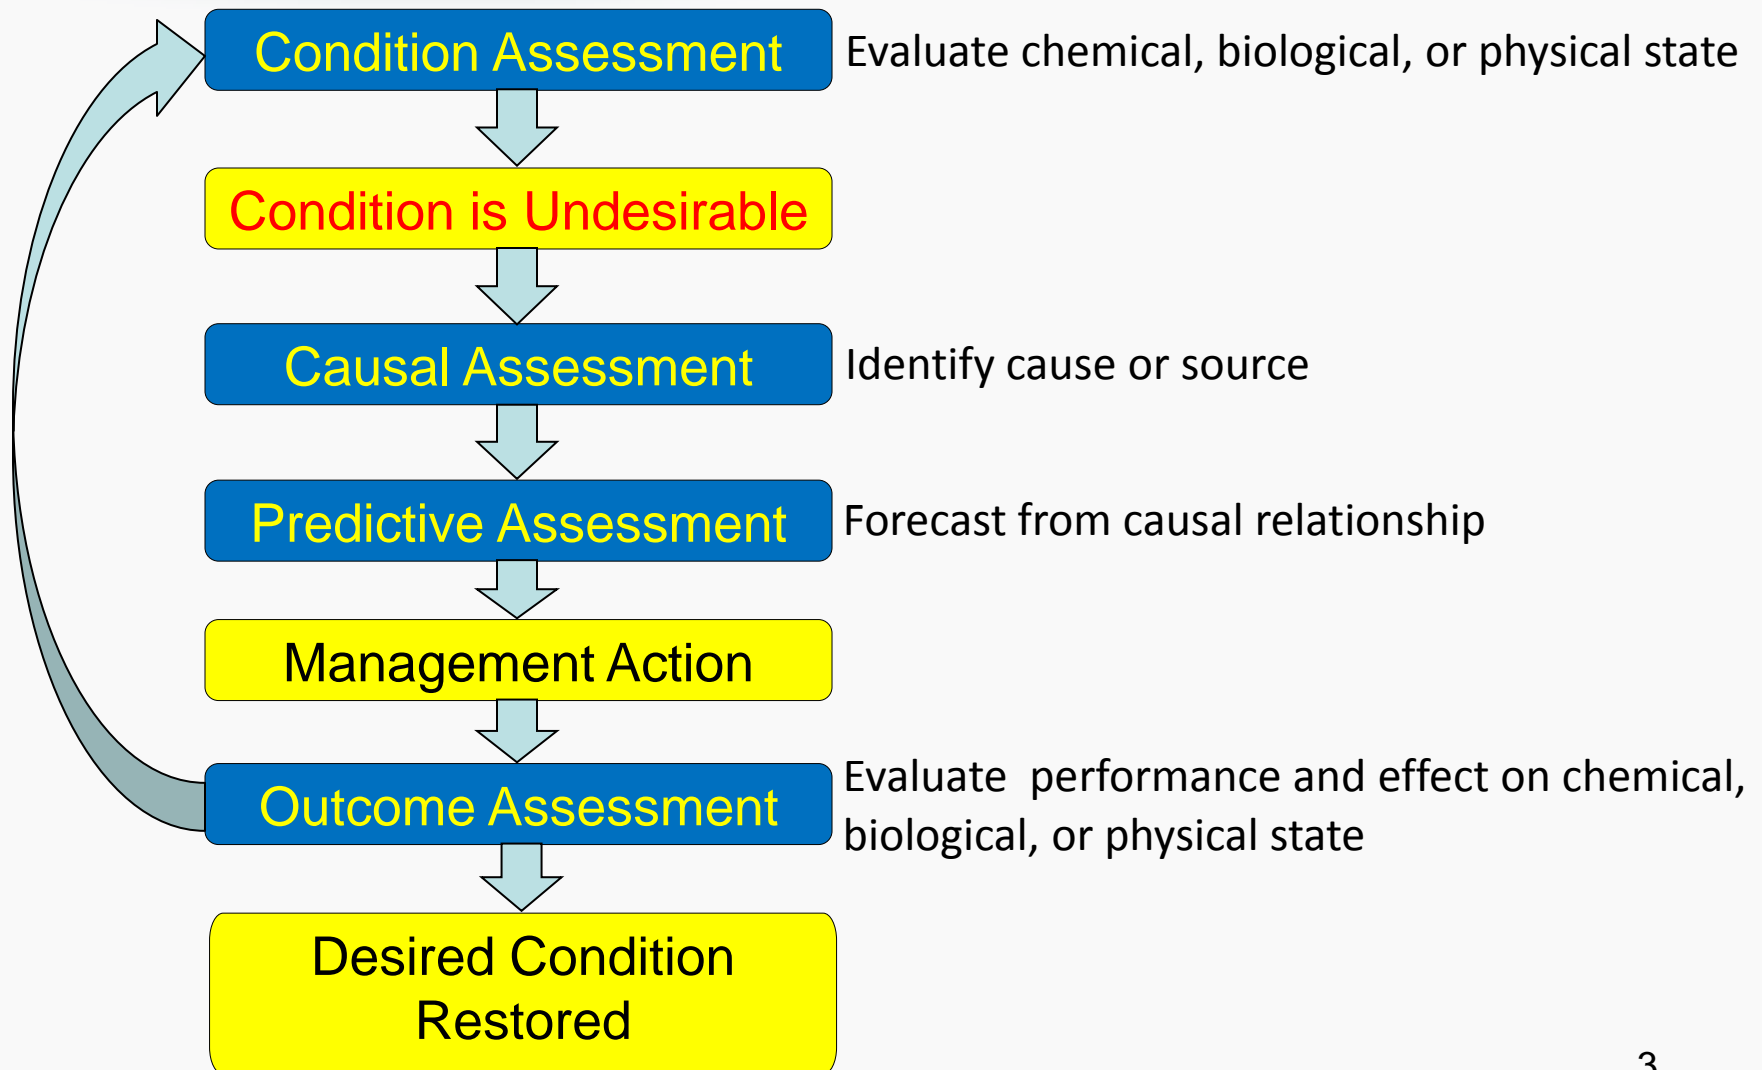 Condition Assessment
Evaluate chemical, biological, or physical state
Condition is Undesirable
Causal Assessment
Identify cause or source
Predictive Assessment
Forecast from causal relationship
Management Action
Outcome Assessment
Evaluate  performance and effect on chemical,
biological, or physical state
Desired Condition
Restored
3